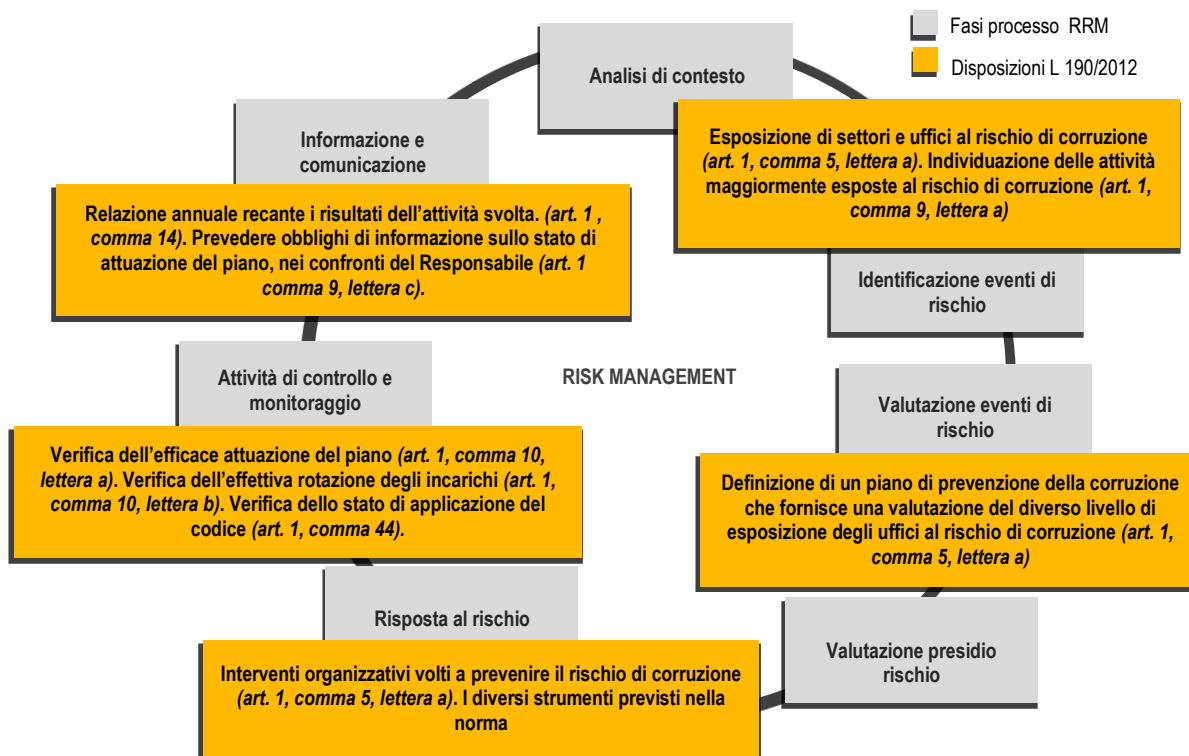 Fasi processo RRM
Disposizioni L 190/2012
Analisi di contesto
Esposizione di settori e uffici al rischio di corruzione
(art. 1, comma 5, lettera a). Individuazione delle attività
maggiormente esposte al rischio di corruzione (art. 1,
comma 9, lettera a)
Identificazione eventi di
rischio
Valutazione eventi di
rischio
Definizione di un piano di prevenzione della corruzione
che fornisce una valutazione del diverso livello di
esposizione degli uffici al rischio di corruzione (art. 1,
comma 5, lettera a)
Valutazione presidio
rischio
Risposta al rischio
Interventi organizzativi volti a prevenire il rischio di corruzione
(art. 1, comma 5, lettera a). I diversi strumenti previsti nella
norma
Attività di controllo e
monitoraggio
Verifica dell'efficace attuazione del piano (art. 1, comma 10,
lettera a). Verifica dell'effettiva rotazione degli incarichi (art. 1,
comma 10, lettera b). Verifica dello stato di applicazione del
codice (art. 1, comma 44).
Informazione e
comunicazione
Relazione annuale recante i risultati dell'attività svolta. (art. 1 ,
comma 14). Prevedere obblighi di informazione sullo stato di
attuazione del piano, nei confronti del Responsabile (art. 1
comma 9, lettera c).
RISK MANAGEMENT